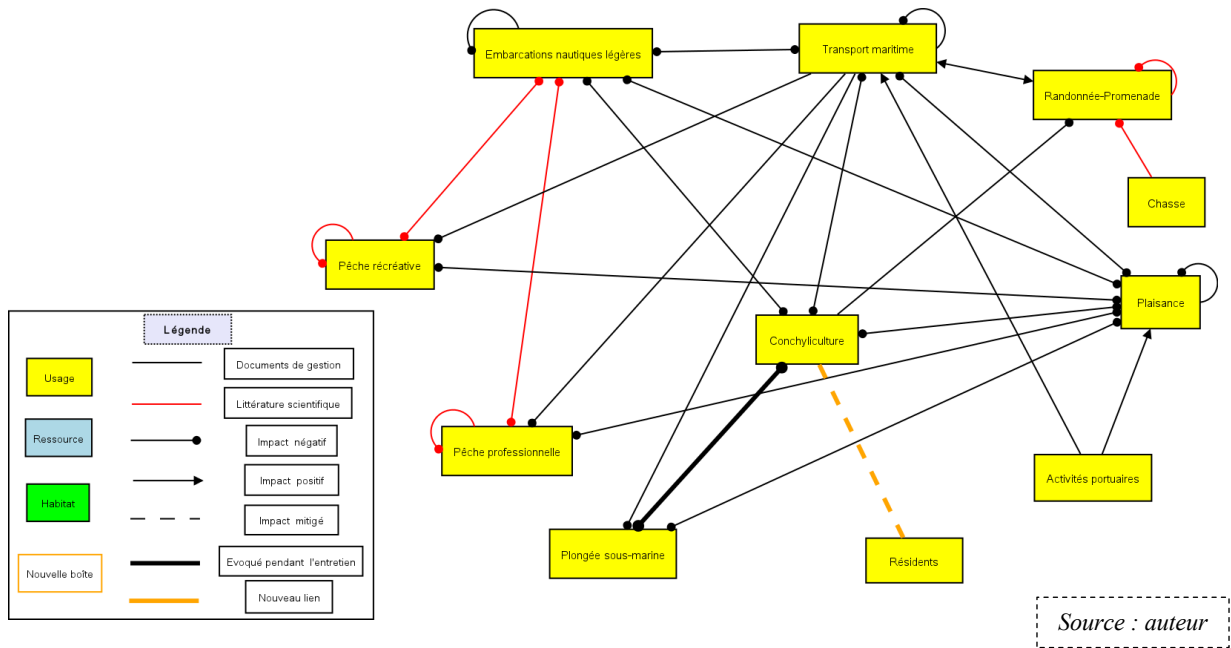 Embarcations nautiques légères
Transport maritime
Randonnée-Promenade
Chasse
Pêche récréative
Plaisance
Conchyliculture
Pêche professionnelle
Activités portuaires
Plongée sous-marine
Résidents
Légende
Usage
Documents de gestion
Littérature scientifique
Ressource
Impact négatif
Impact positif
Habitat
Impact mitigé
Nouvelle boîte
Evoqué pendant l'entretien
Nouveau lien
Source : auteur